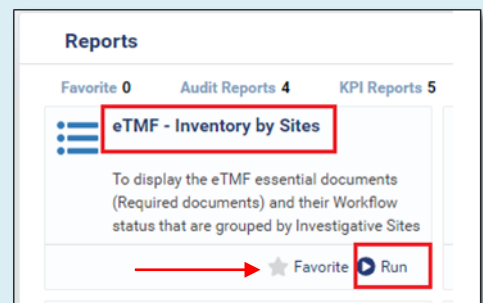 Reports
Favorite 0 Audit Reports 4 KPI Reports 5
eTMF - Inventory by Sites
To display the eTMF essential documents
(Required documents) and their Workflow
status that are grouped by Investigative Sites
Favorite Run